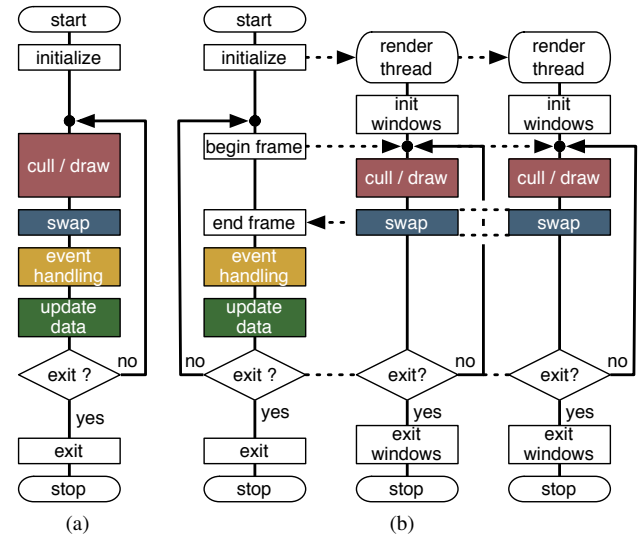 start
initialize
cull / draw
swap
event
handling
update
data
exit ?
no
yes
exit
stop
(a)
start
initialize
begin frame
end frame
event
handling
update
data
no
exit ?
yes
exit
stop
render
thread
init
windows
cull / draw
swap
exit?
no
yes
exit
windows
stop
render
thread
init
windows
cull / draw
swap
exit?
no
yes
exit
windows
stop
(b)